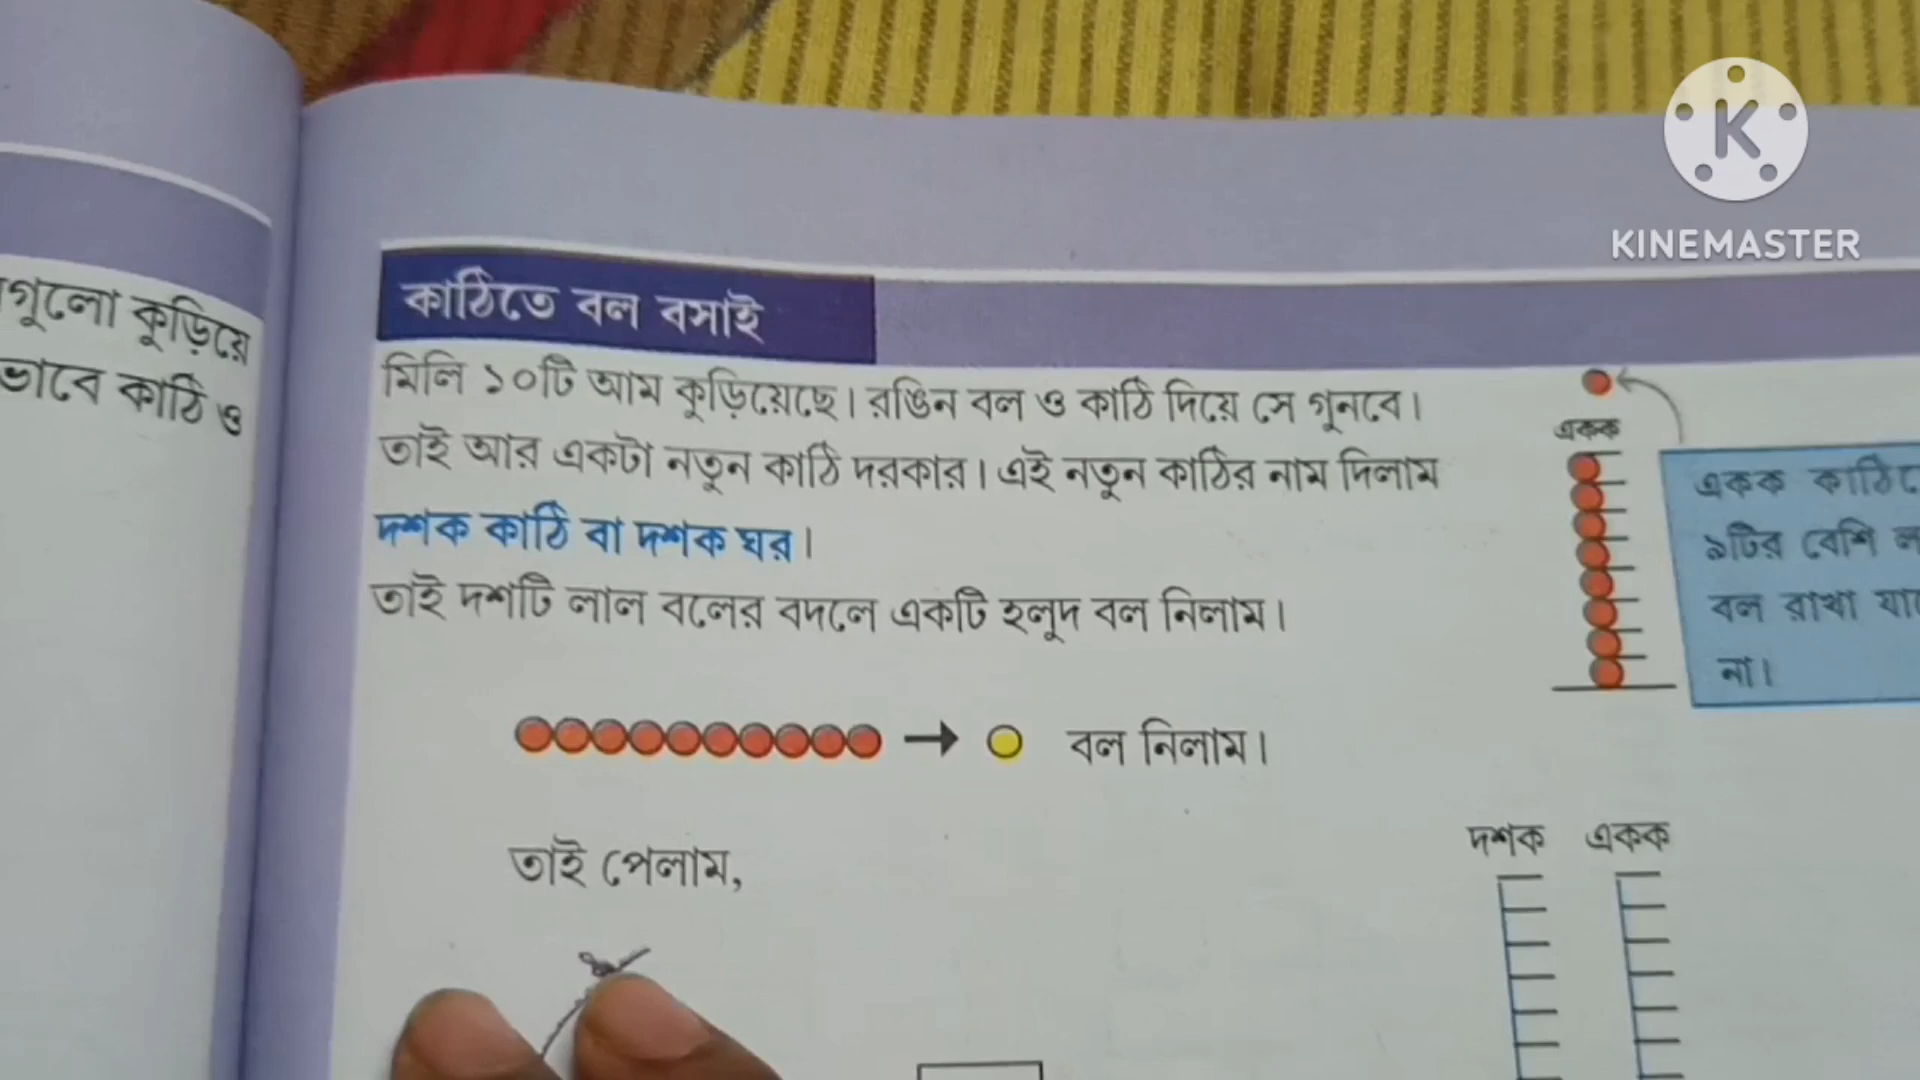 কুড়িয়ে
ভাবে কাঠি ও
কাঠিতে বল বসাই
মিলি ১০টি আম কুড়িয়েছে। রঙিন বল ও কাঠি দিয়ে সে গুনবে।
তাই আর একটা নতুন কাঠি দরকার। এই নতুন কাঠির নাম দিলাম
দশক কাঠি বা দশক ঘর।
তাই দশটি লাল বলের বদলে একটি হলুদ বল নিলাম।
বল নিলাম।
তাই পেলাম,
একক
একক
৯টির বেশি
বল রাখা
না।
দশক একক
K
KINEMASTER